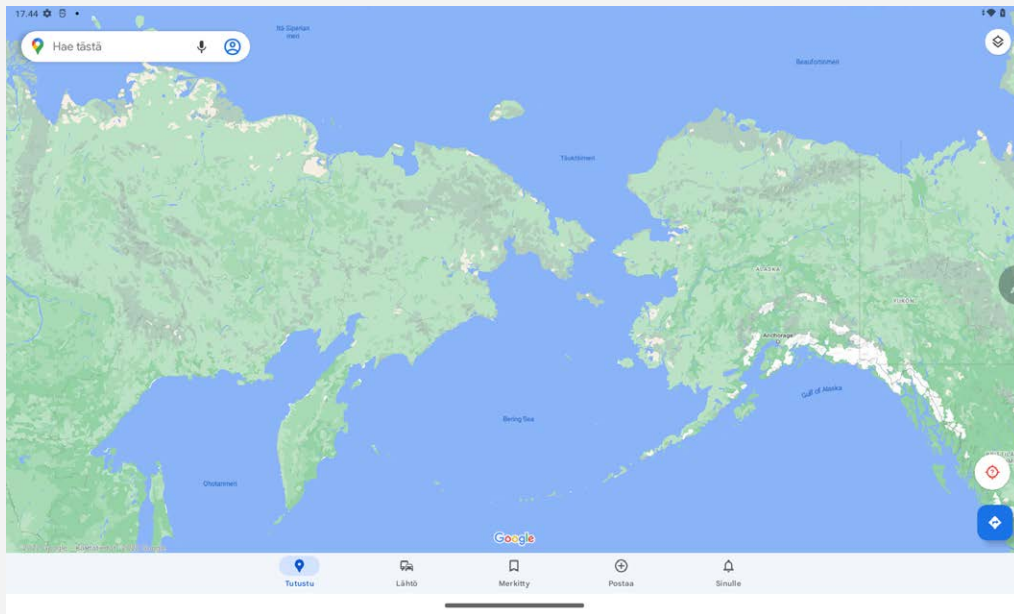 17.44
Hae tästä
Itä-Siperian
meri
Beaufortinmeri
Tšuktšimeri
ALASKA
YUKON
Anchorage
Gulf of Alaska
Bering Sea
Ohotanmeri
Google
Tutustu
Lähtö
Merkitty
Postaa
Sinulle